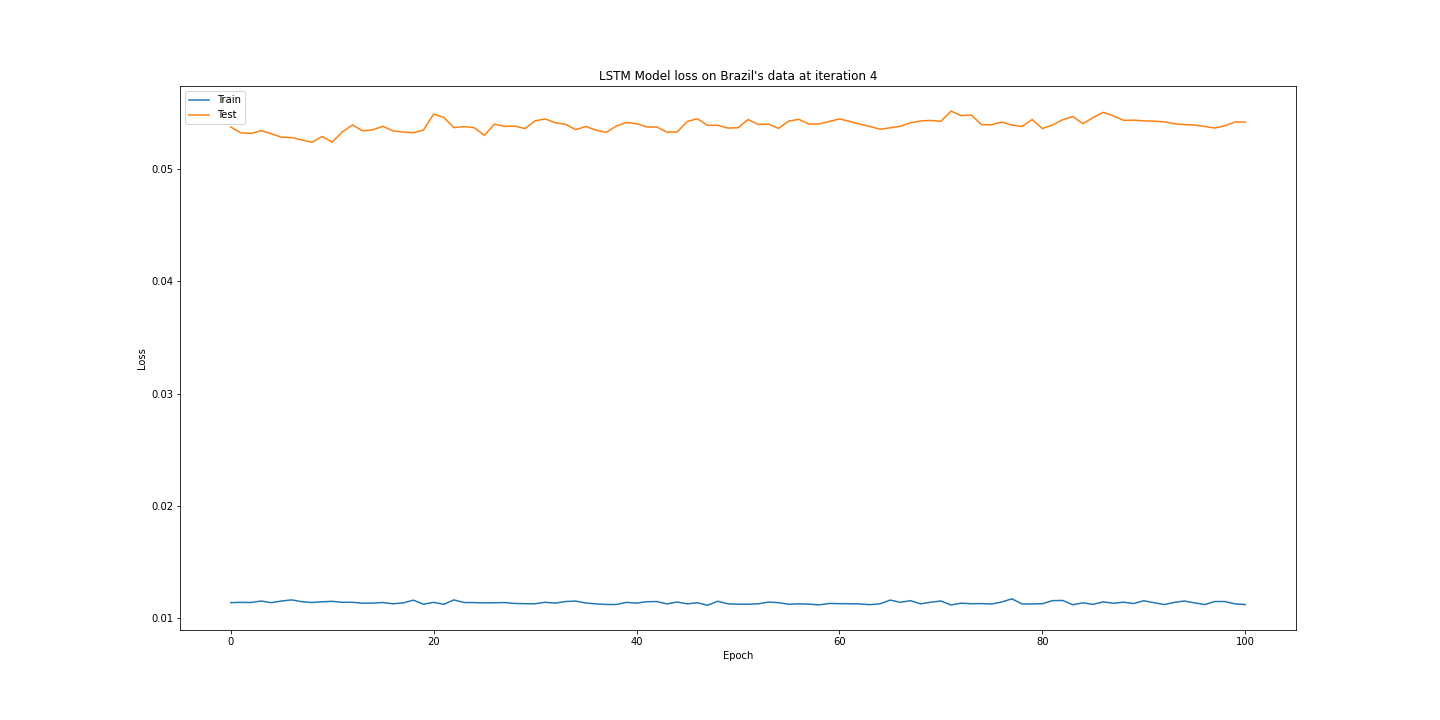 LSTM Model loss on Brazil's data at iteration 4
Train
Test
0.05
0.04
0.03
0.02
0.01
Loss
0 20 40 60 80 100
Epoch